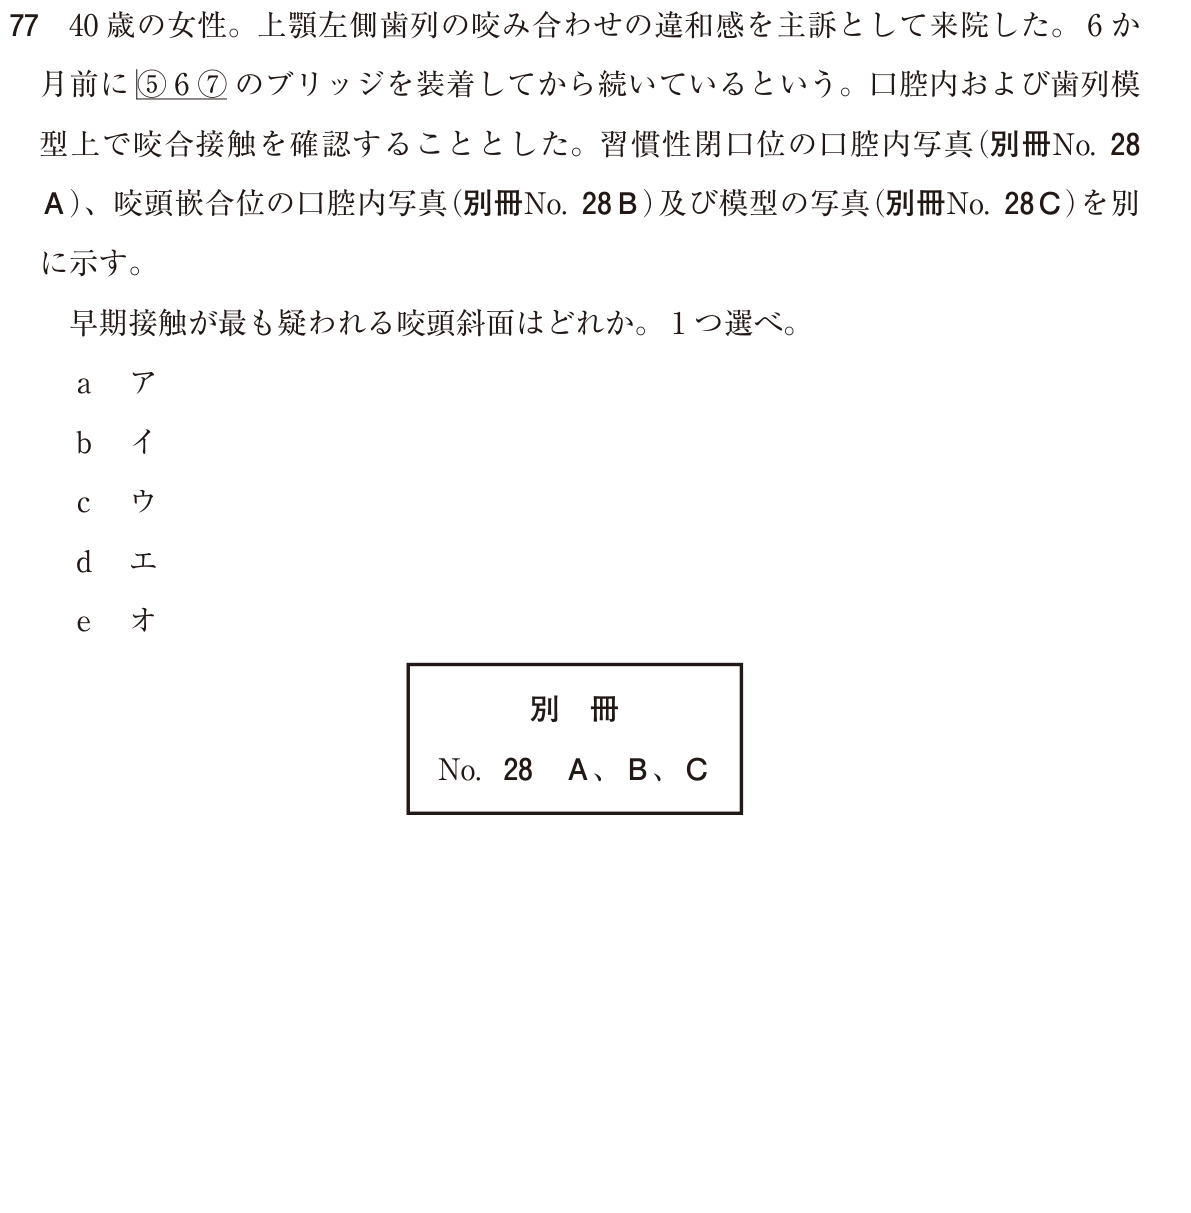 77　40 歳の女性。上顎左側歯列の咬み合わせの違和感を主訴として来院した。6 か
月前に⑤ 6 ⑦のブリッジを装着してから続いているという。口腔内および歯列模
型上で咬合接触を確認することとした。習慣性閉口位の口腔内写真(別冊No. 28
A)、咬頭嵌合位の口腔内写真(別冊No. 28 B)及び模型の写真(別冊No. 28 C)を別
に示す。
早期接触が最も疑われる咬頭斜面はどれか。1 つ選べ。
a　ア
b　イ
c　ウ
d　エ
e　オ
別　冊
No. 28　A、B、C